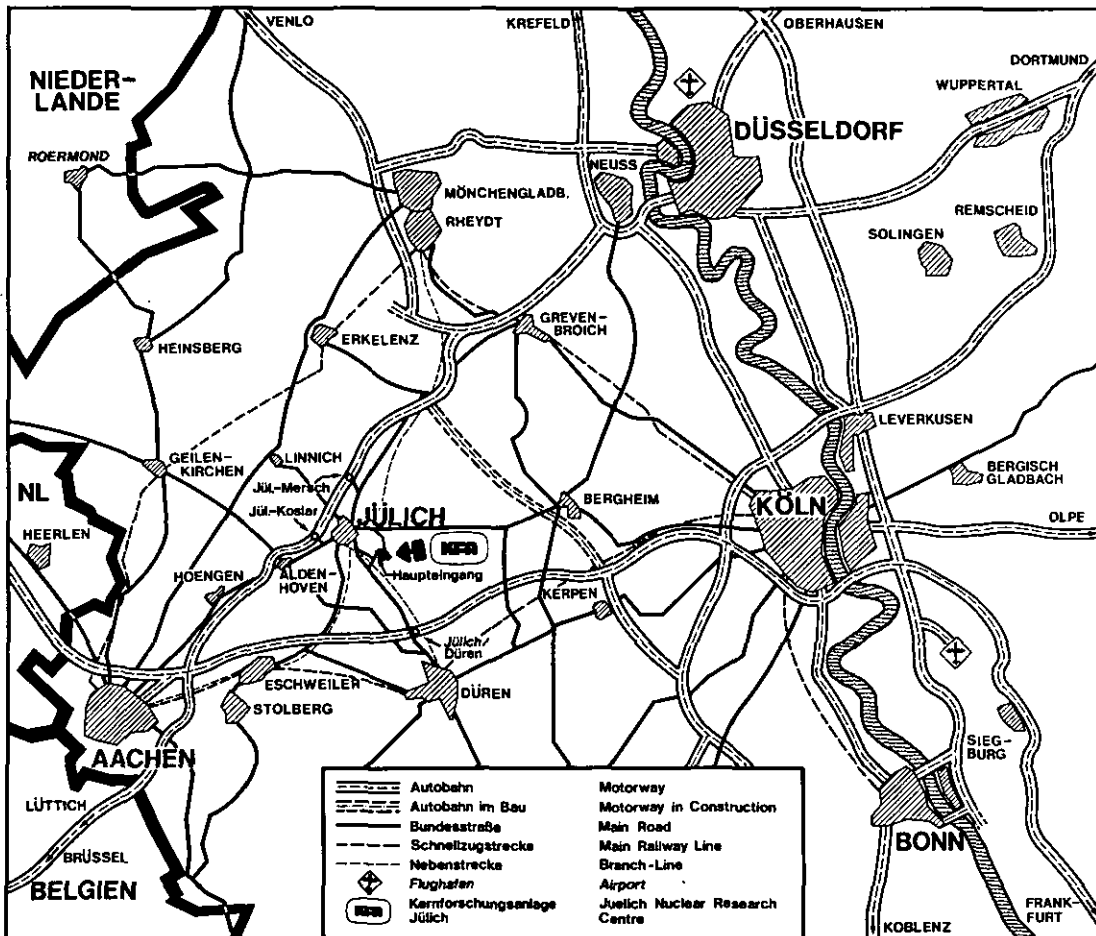 VENLO
KREFELD
OBERHAUSEN
DORTMUND
NIEDER-
LANDE
WUPPERTAL
DÜSSELDORF
ROERMOND
NEUSS
MÖNCHENGLADB.
RHEYDT
REMSCHEID
SOLINGEN
GREVEN-
BROICH
HEINSBERG
ERKELENZ
LEVERKUSEN
GEILEN-
KIRCHEN
LINNICH
BERGISCH
GLADBACH
NL
Jül.-Mersch
BERGHEIM
KÖLN
JÜLICH
Jül.-Koslar
OLPE
HEERLEN
KFA
Haupteingang
HOENGEN
ALDEN-
HOVEN
KERPEN
Jülich/
Düren
ESCHWEILER
DÜREN
STOLBERG
SIEG-
BURG
AACHEN
LÜTTICH
BRÜSSEL
BELGIEN
BONN
KOBLENZ
FRANK-
FURT
Autobahn Motorway
Autobahn im Bau Motorway in Construction
Bundesstraße Main Road
Schnellzugstrecke Main Railway Line
Nebenstrecke Branch-Line
Flughafen Airport
KFA Kernforschungsanlage Juelich Nuclear Research
Jülich Centre